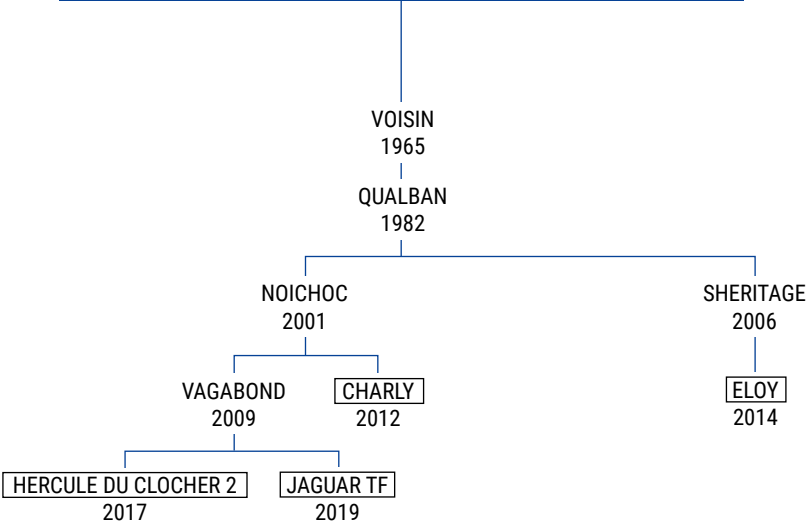 VOISIN
1965
QUALBAN
1982
NOICHOC
2001
SHERITAGE
2006
VAGABOND
2009
CHARLY
2012
ELOY
2014
HERCULE DU CLOCHER 2
2017
JAGUAR TF
2019